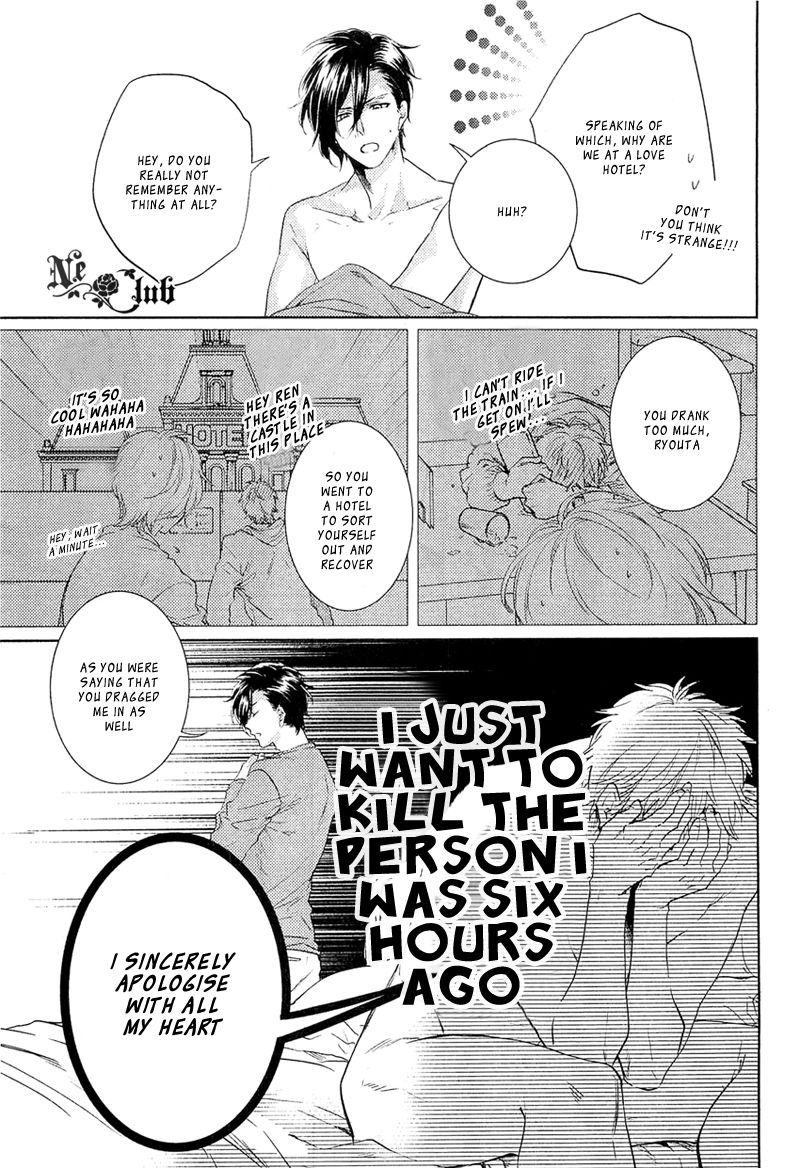 SPEAKING OF
WHICH, WHY ARE
WE AT A LOVE
HOTEL?
DON'T
YOU THINK
IT'S STRANGE!!!
HUH?
HEY, DO YOU
REALLY NOT
REMEMBER ANY-
THING AT ALL?
N.e Club
YOU DRANK
TOO MUCH,
RYOUTA
I CAN'T RIDE
THE TRAIN... IF I
GET ON I'LL
SPEW!...
HEY REN
THERE'S A
CASTLE IN
THIS PLACE
IT'S SO
COOL WAHAHA
HAHAHAHA
HOTEL
SO YOU
WENT TO
A HOTEL
TO SORT
YOURSELF
OUT AND
RECOVER
HEY, WAIT
A MINUTE...
AS YOU WERE
SAYING THAT
YOU DRAGGED
ME IN AS
WELL
I JUST
WANT TO
KILL THE
PERSON I
WAS SIX
HOURS
AGO
I SINCERELY
APOLOGISE
WITH ALL
MY HEART